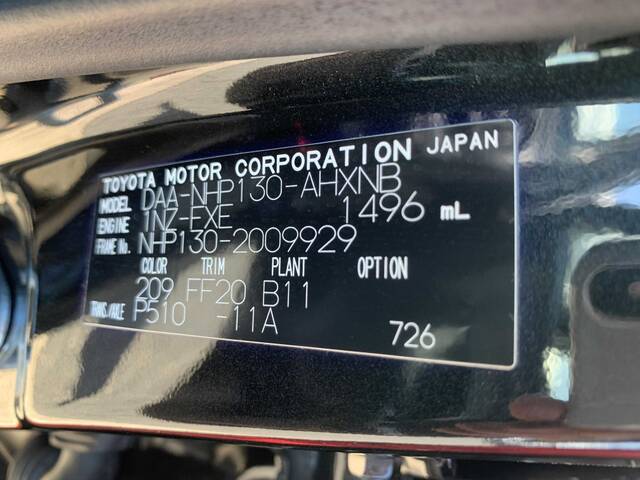 TOYOTA MOTOR CORPORATION JAPAN
MODEL DAA-NHP130-AHXNB
ENGINE 1NZ-FXE 1496 mL
FRAME No. NHP130-2009929
COLOR TRIM PLANT OPTION
209 FF20 B11
TRANS./AXLE P510 -11A
726